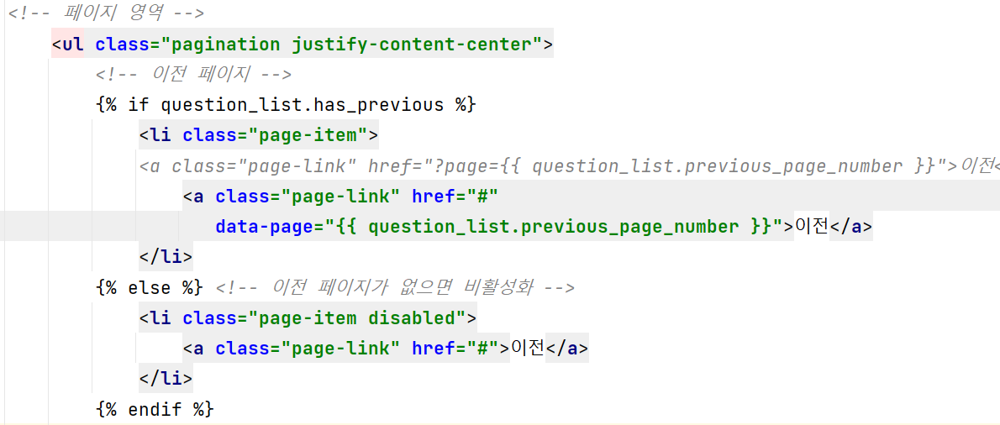 <!-- 페이지 영역 -->
<ul class="pagination justify-content-center">
<!-- 이전 페이지 -->
{% if question_list.has_previous %}
<li class="page-item">
<a class="page-link" href="?page={{ question_list.previous_page_number }}">이전<
<a class="page-link" href="#"
data-page="{{ question_list.previous_page_number }}">이전</a>
</li>
{% else %} <!-- 이전 페이지가 없으면 비활성화 -->
<li class="page-item disabled">
<a class="page-link" href="#">이전</a>
</li>
{% endif %}